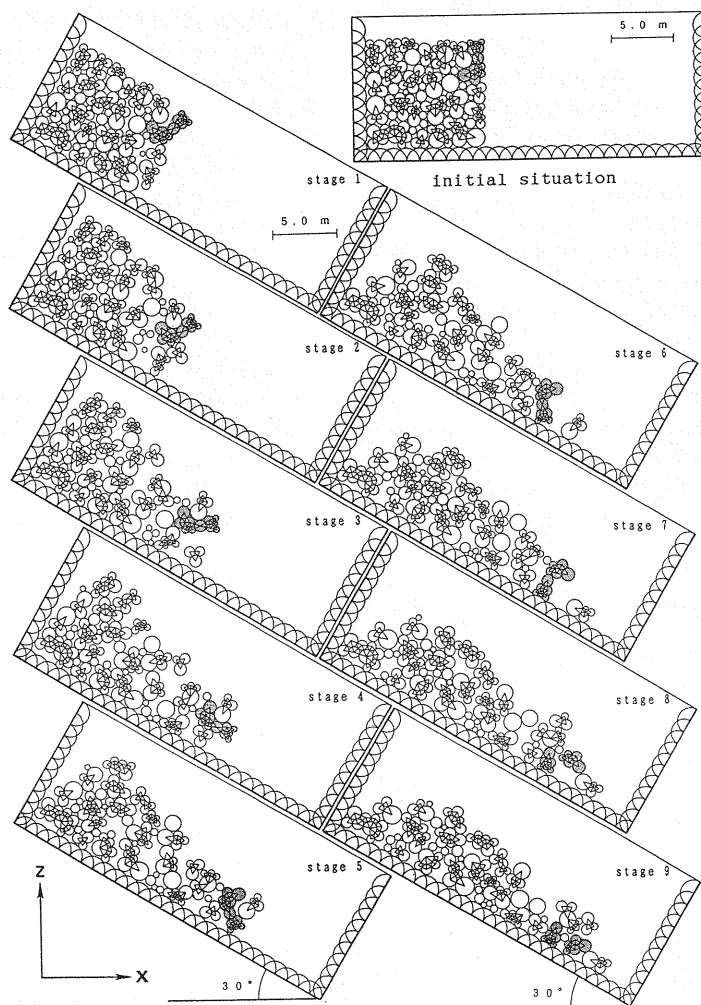 5.0 m
initial situation
stage 1
5.0 m
stage 2
stage 6
stage 3
stage 7
stage 4
stage 8
stage 5
stage 9
Z
X
30°
30°